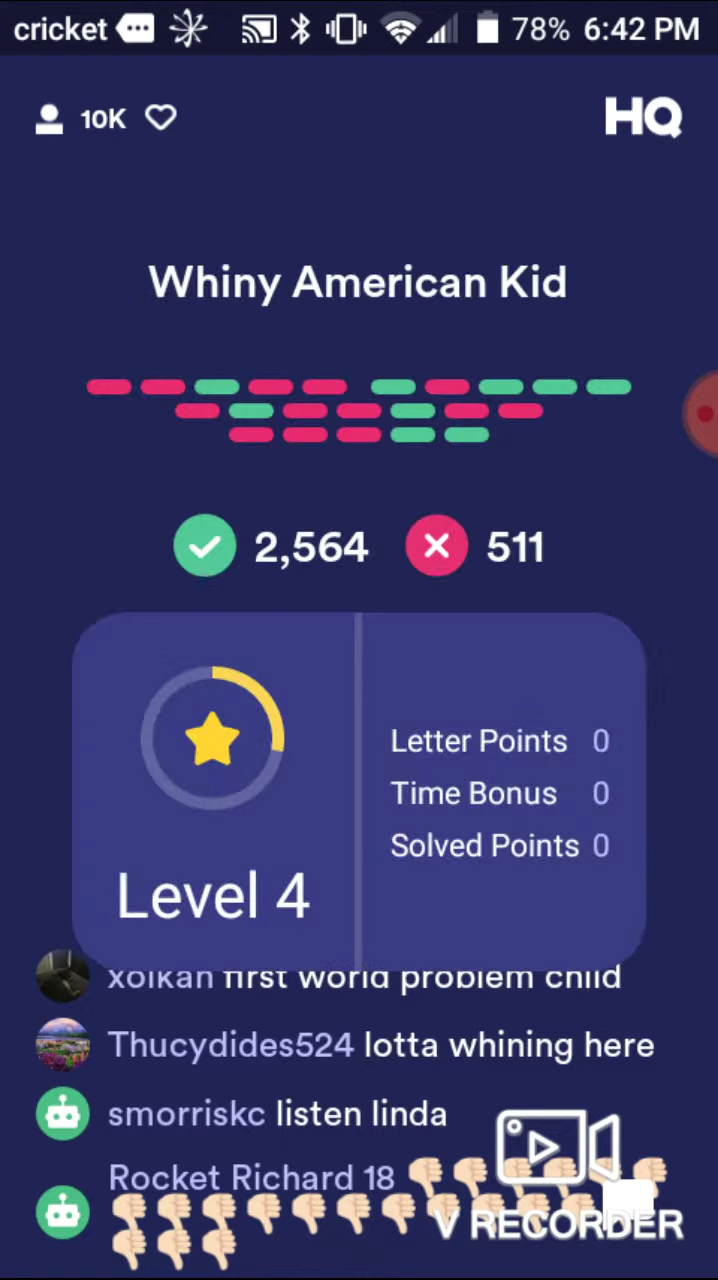 cricket 78% 6:42 PM
10K HQ
Whiny American Kid
2,564 511
Letter Points 0
Time Bonus 0
Solved Points 0
Level 4
xolkan first world problem child
Thucydides524 lotta whining here
smorriskc listen linda
Rocket Richard 18
V RECORDER